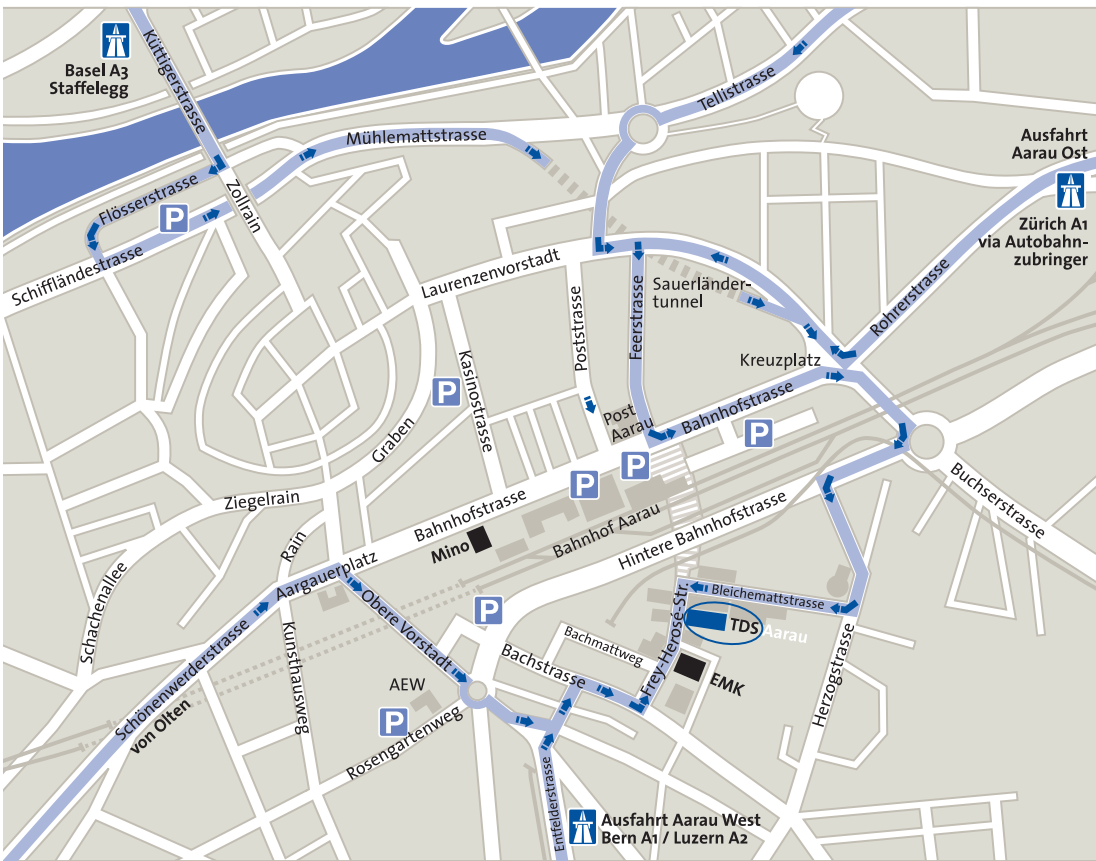 Basel A3
Staffelegg
Küttigerstrasse
Tellistrasse
Mühlemattstrasse
Ausfahrt
Aarau Ost
Flösserstrasse
Zollrain
P
Zürich A1
via Autobahn-
zubringer
Schiffländestrasse
Laurenzenvorstadt
Sauerländer-
tunnel
Rohrerstrasse
Poststrasse
Feerstrasse
Kreuzplatz
Kasinostrasse
P
Bahnhofstrasse
Post
Aarau
P
Graben
P
P
Ziegelrain
Bahnhofstrasse
Buchserstrasse
Bahnhof Aarau
Hintere Bahnhofstrasse
Rain
Mino
Aargauerplatz
Schachenallee
Obere Vorstadt
P
Bleichemattstrasse
Frey-Herosé-Str.
TDS Aarau
Kunsthausweg
Bachmattweg
Bachstrasse
EMK
Herzogstrasse
Schönenwerderstrasse
von Olten
AEW
P
Rosengartenweg
Entfelderstrasse
Ausfahrt Aarau West
Bern A1 / Luzern A2